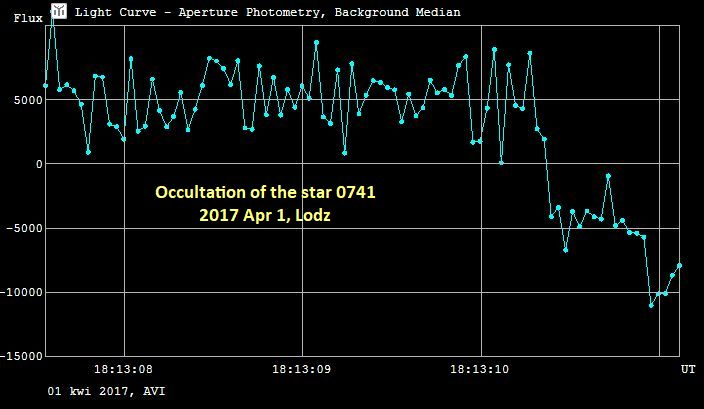 Light Curve - Aperture Photometry, Background Median
Flux
5000
0
-5000
-10000
-15000
Occultation of the star 0741
2017 Apr 1, Lodz
18:13:08 18:13:09 18:13:10 UT
01 kwi 2017, AVI